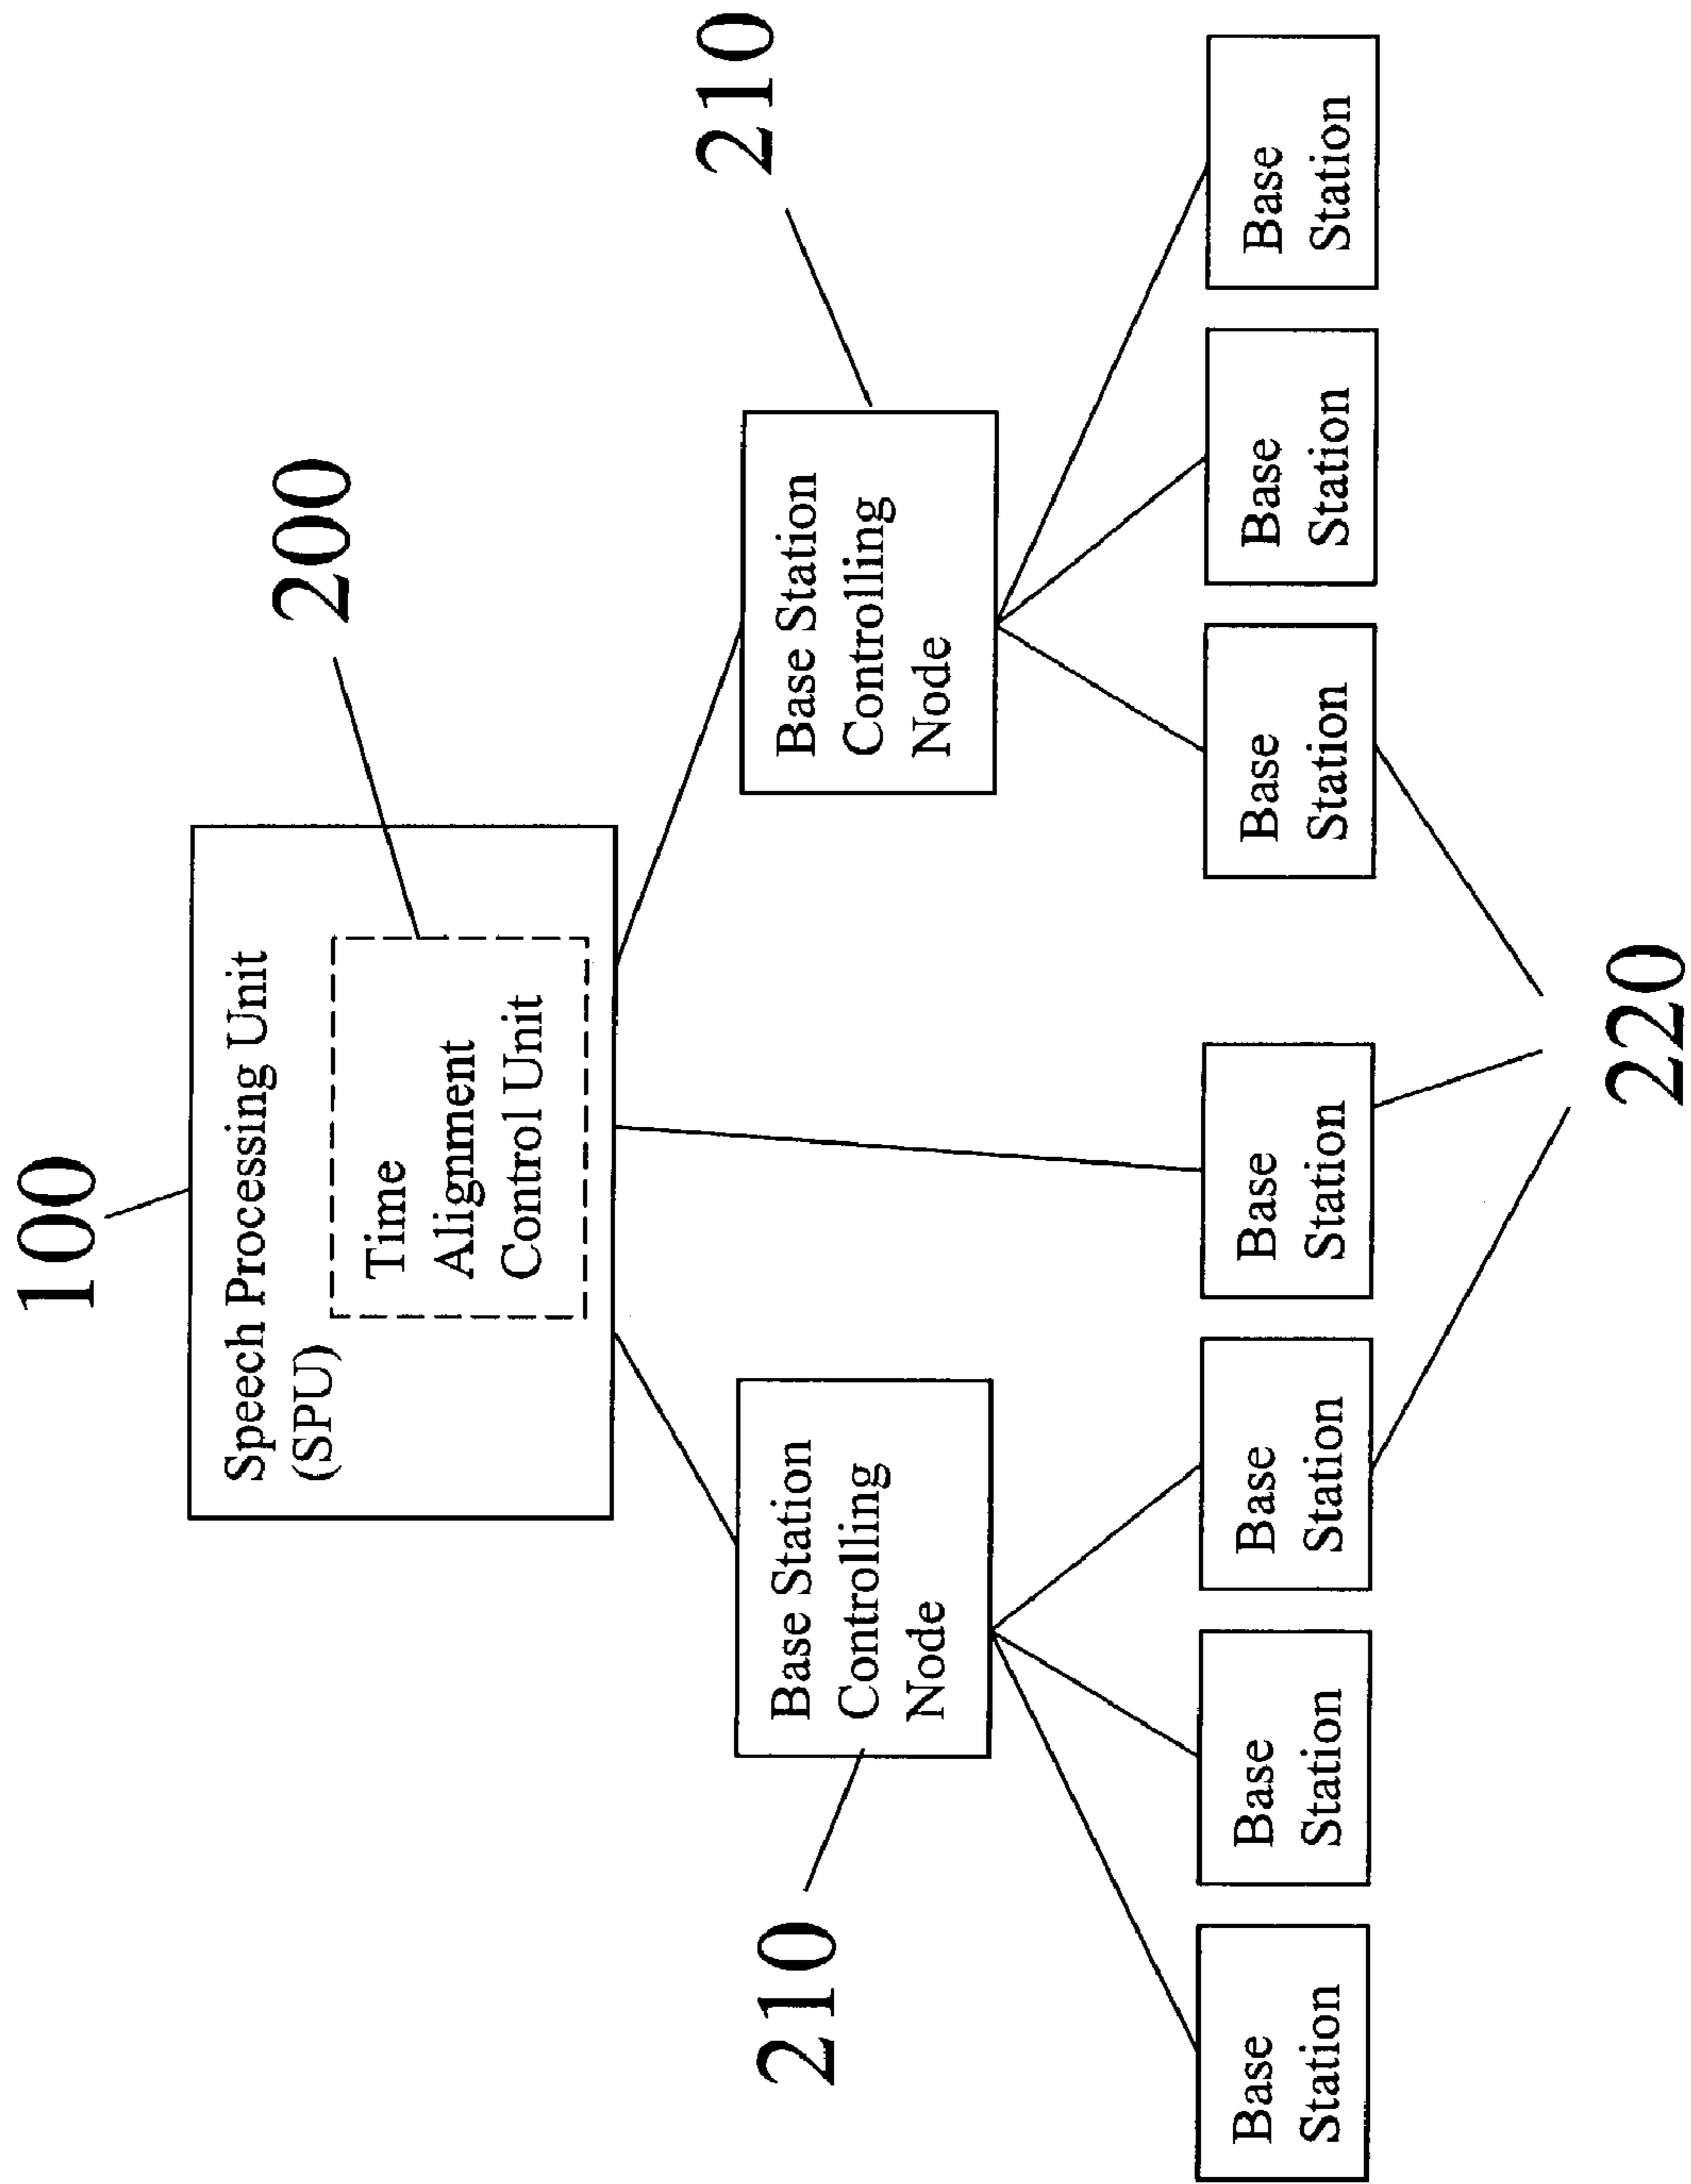 100
Speech Processing Unit
(SPU)
200
Time
Alignment
Control Unit
210
Base Station
Controlling
Node
Base Station
Controlling
Node
210
Base
Station
Base
Station
Base
Station
Base
Station
Base
Station
Base
Station
Base
Station
220